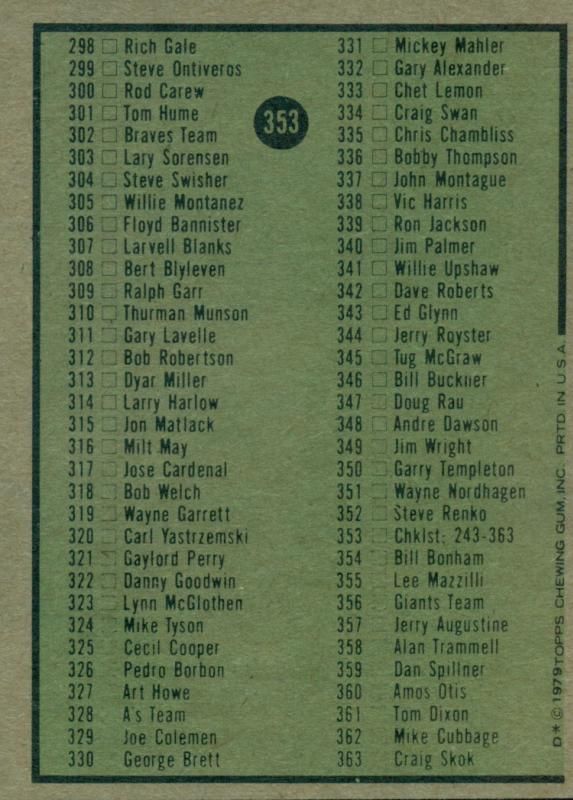 298 Rich Gale
299 Steve Ontiveros
300 Rod Carew
301 Tom Hume
302 Braves Team
303 Lary Sorensen
304 Steve Swisher
305 Willie Montanez
306 Floyd Bannister
307 Larvell Blanks
308 Bert Blyleven
309 Ralph Garr
310 Thurman Munson
311 Gary Lavelle
312 Bob Robertson
313 Dyar Miller
314 Larry Harlow
315 Jon Matlack
316 Milt May
317 Jose Cardenal
318 Bob Welch
319 Wayne Garrett
320 Carl Yastrzemski
321 Gaylord Perry
322 Danny Goodwin
323 Lynn McGlothen
324 Mike Tyson
325 Cecil Cooper
326 Pedro Borbon
327 Art Howe
328 A's Team
329 Joe Colemen
330 George Brett
353
331 Mickey Mahler
332 Gary Alexander
333 Chet Lemon
334 Craig Swan
335 Chris Chambliss
336 Bobby Thompson
337 John Montague
338 Vic Harris
339 Ron Jackson
340 Jim Palmer
341 Willie Upshaw
342 Dave Roberts
343 Ed Glynn
344 Jerry Royster
345 Tug McGraw
346 Bill Buckner
347 Doug Rau
348 Andre Dawson
349 Jim Wright
350 Garry Templeton
351 Wayne Nordhagen
352 Steve Renko
353 Chklst: 243-363
354 Bill Bonham
355 Lee Mazzilli
356 Giants Team
357 Jerry Augustine
358 Alan Trammell
359 Dan Spillner
360 Amos Otis
361 Tom Dixon
362 Mike Cubbage
363 Craig Skok
D* © 1979 TOPPS CHEWING GUM, INC. PRTD IN U.S.A.